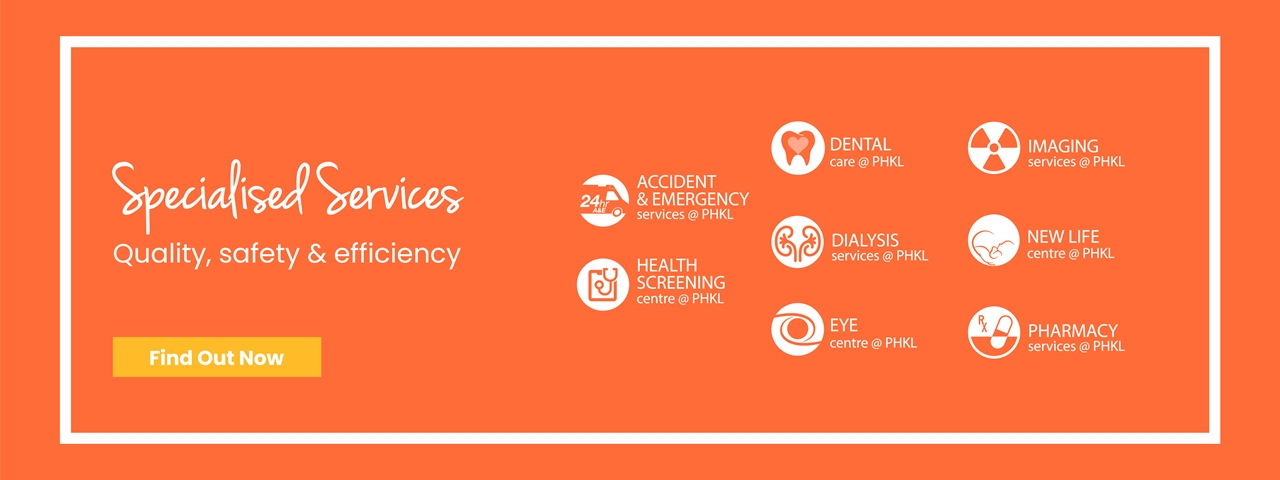 Specialised Services
Quality, safety & efficiency
Find Out Now
24hr
A&E
ACCIDENT
& EMERGENCY
services @ PHKL
HEALTH
SCREENING
centre @ PHKL
DENTAL
care @ PHKL
DIALYSIS
services @ PHKL
EYE
centre @ PHKL
IMAGING
services @ PHKL
NEW LIFE
centre @ PHKL
RX
PHARMACY
services @ PHKL